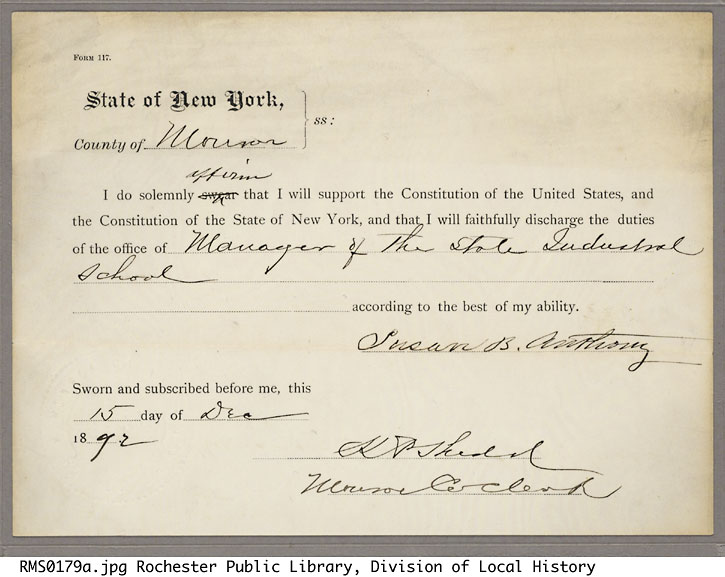 FORM 117.
State of New York,
ss:
County of Monroe
affirm
I do solemnly swear that I will support the Constitution of the United States, and
the Constitution of the State of New York, and that I will faithfully discharge the duties
of the office of Manager of the State Industrial
School
according to the best of my ability.
Susan B. Anthony
Sworn and subscribed before me, this
15 day of Dec
1892
Monroe Co Clerk
RMS0179a.jpg Rochester Public Library, Division of Local History